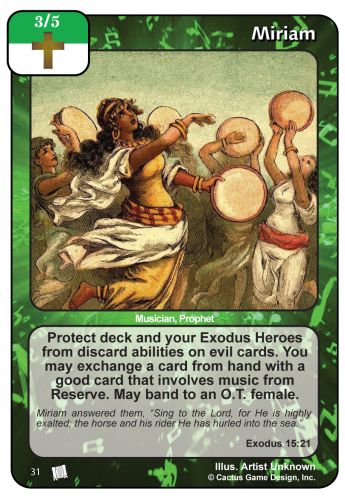 3/5
Miriam
Musician, Prophet
Protect deck and your Exodus Heroes
from discard abilities on evil cards. You
may exchange a card from hand with a
good card that involves music from
Reserve. May band to an O.T. female.
Miriam answered them, “Sing to the Lord, for He is highly
exalted; the horse and his rider He has hurled into the sea.”
Exodus 15:21
31
Illus. Artist Unknown
© Cactus Game Design, Inc.